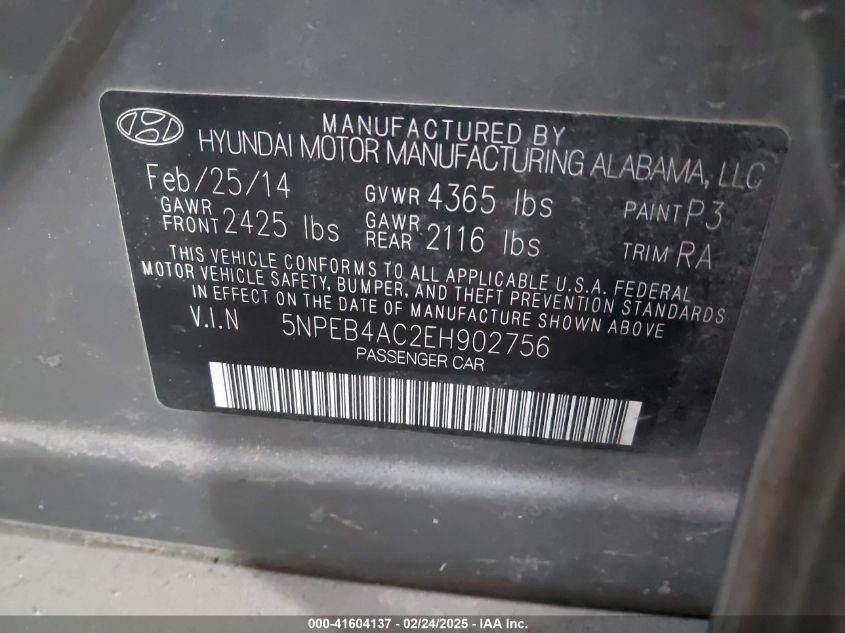 MANUFACTURED BY
HYUNDAI MOTOR MANUFACTURING ALABAMA, LLC
Feb/25/14 GVWR 4365 lbs PAINT P3
GAWR FRONT 2425 lbs GAWR REAR 2116 lbs TRIM RA
THIS VEHICLE CONFORMS TO ALL APPLICABLE U.S.A. FEDERAL
MOTOR VEHICLE SAFETY, BUMPER, AND THEFT PREVENTION STANDARDS
IN EFFECT ON THE DATE OF MANUFACTURE SHOWN ABOVE
V.I.N 5NPEB4AC2EH902756
PASSENGER CAR
000-41604137 - 02/24/2025 - IAA Inc.